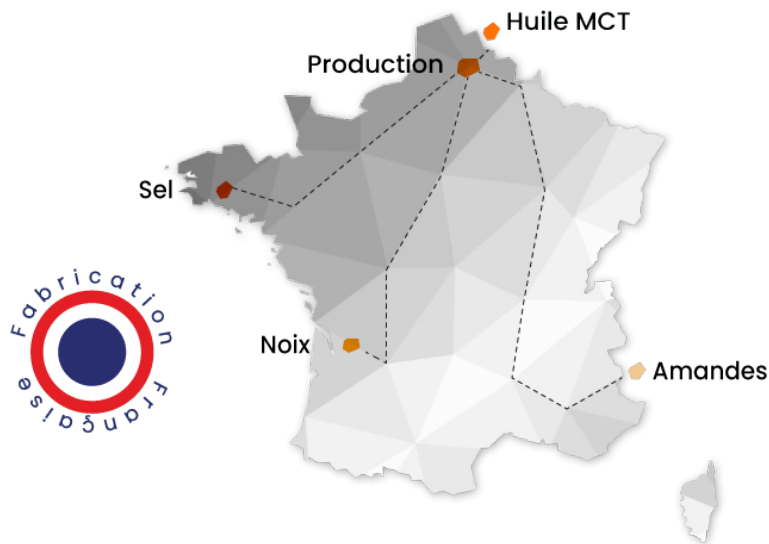 Huile MCT
Production
Sel
Fabrication
Française
Noix
Amandes